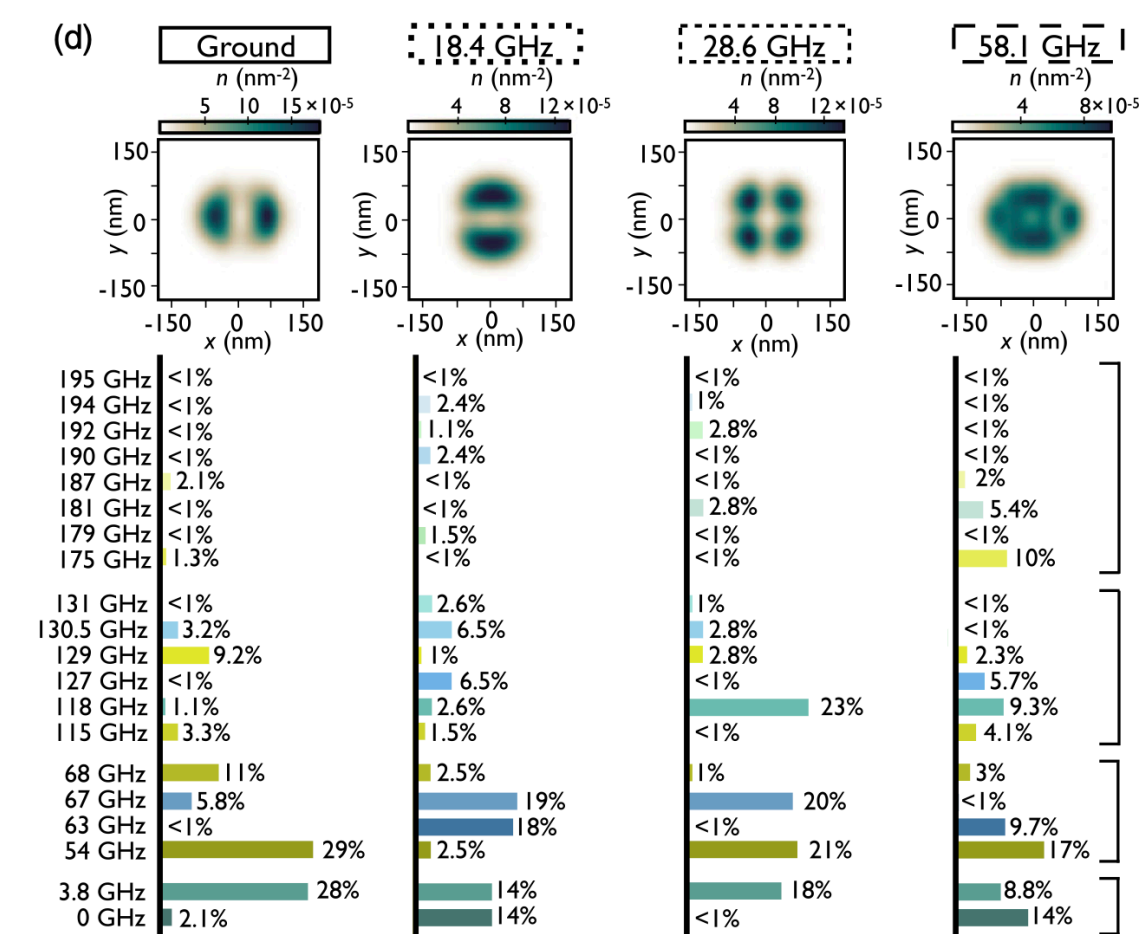 (d) Ground 18.4 GHz 28.6 GHz 58.1 GHz
n (nm-2) n (nm-2) n (nm-2) n (nm-2)
5 10 15×10-5 4 8 12×10-5 4 8 12×10-5 4 8×10-5
150 150 150 150
y (nm) 0 y (nm) 0 y (nm) 0 y (nm) 0
-150 -150 -150 -150
-150 0 150 -150 0 150 -150 0 150 -150 0 150
x (nm) x (nm) x (nm) x (nm)
195 GHz <1% <1% <1% <1%
194 GHz <1% 2.4% 1% <1%
192 GHz <1% 1.1% 2.8% <1%
190 GHz <1% 2.4% <1% <1%
187 GHz 2.1% <1% <1% 2%
181 GHz <1% <1% 2.8% 5.4%
179 GHz <1% 1.5% <1% <1%
175 GHz 1.3% <1% <1% 10%
131 GHz <1% 2.6% 1% <1%
130.5 GHz 3.2% 6.5% 2.8% <1%
129 GHz 9.2% 1% 2.8% 2.3%
127 GHz <1% 6.5% <1% 5.7%
118 GHz 1.1% 2.6% 23% 9.3%
115 GHz 3.3% 1.5% <1% 4.1%
68 GHz 11% 2.5% 1% 3%
67 GHz 5.8% 19% 20% <1%
63 GHz <1% 18% <1% 9.7%
54 GHz 29% 2.5% 21% 17%
3.8 GHz 28% 14% 18% 8.8%
0 GHz 2.1% 14% <1% 14%